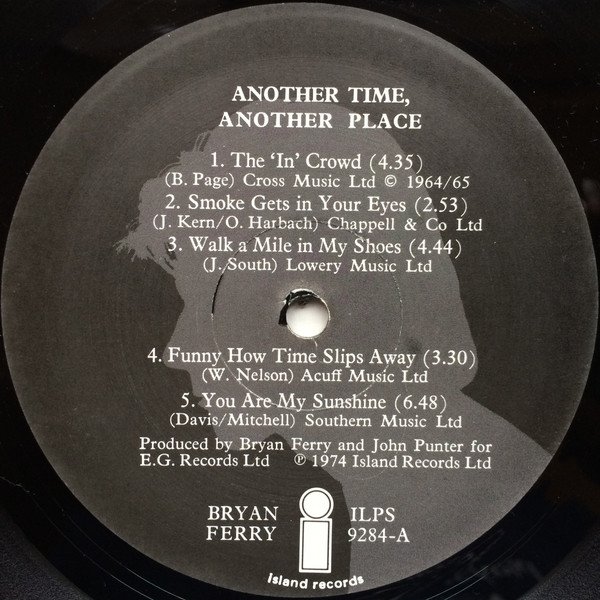 ANOTHER TIME,
ANOTHER PLACE
1. The ‘In’ Crowd (4.35)
(B. Page) Cross Music Ltd © 1964/65
2. Smoke Gets in Your Eyes (2.53)
(J. Kern/O. Harbach) Chappell & Co Ltd
3. Walk a Mile in My Shoes (4.44)
(J. South) Lowery Music Ltd
4. Funny How Time Slips Away (3.30)
(W. Nelson) Acuff Music Ltd
5. You Are My Sunshine (6.48)
(Davis/Mitchell) Southern Music Ltd
Produced by Bryan Ferry and John Punter for
E.G. Records Ltd ℗ 1974 Island Records Ltd
BRYAN FERRY
ILPS 9284-A
i
island records